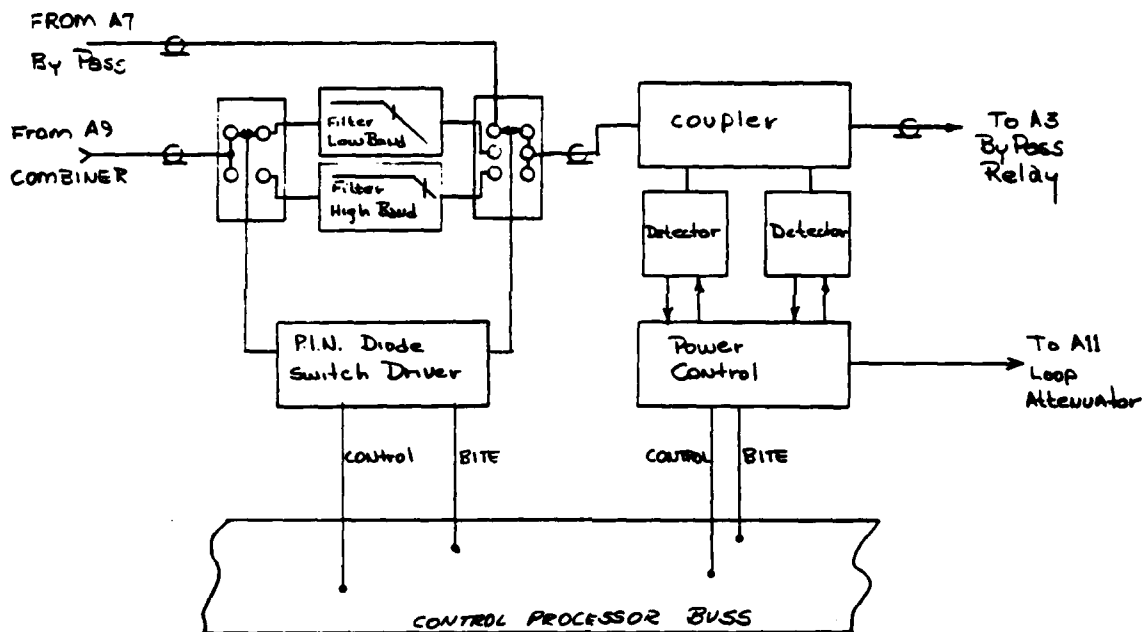 FROM A7
By Pass
From A9
COMBINER
Filter
Low Band
Filter
High Band
coupler
To A3
By Pass
Relay
Detector
Detector
P.I.N. Diode
Switch Driver
Power
Control
To A11
Loop
Attenuator
Control
BITE
CONTROL
BITE
CONTROL PROCESSOR BUSS